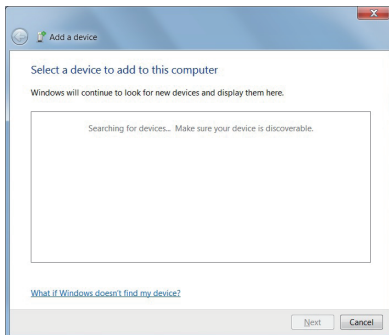 Add a device
Select a device to add to this computer
Windows will continue to look for new devices and display them here.
Searching for devices... Make sure your device is discoverable.
What if Windows doesn't find my device?
Next Cancel